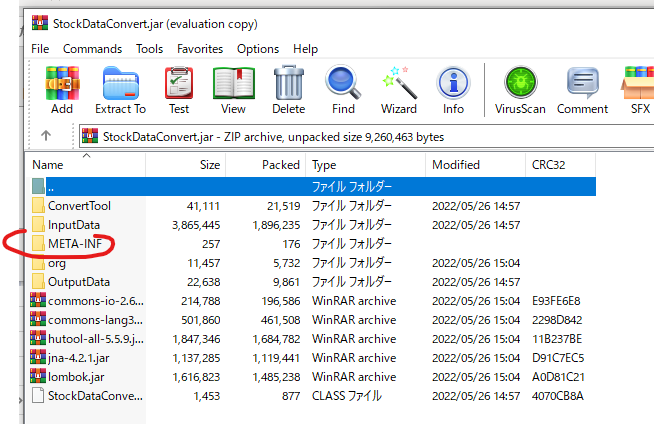 StockDataConvert.jar (evaluation copy)
File Commands Tools Favorites Options Help
Add Extract To Test View Delete Find Wizard Info VirusScan Comment SFX
StockDataConvert.jar - ZIP archive, unpacked size 9,260,463 bytes
Name Size Packed Type Modified CRC32
.. ファイル フォルダー
ConvertTool 41,111 21,519 ファイル フォルダー 2022/05/26 14:57
InputData 3,865,445 1,896,235 ファイル フォルダー 2022/05/26 14:57
META-INF 257 176 ファイル フォルダー
org 11,457 5,732 ファイル フォルダー 2022/05/26 15:04
OutputData 22,638 9,861 ファイル フォルダー 2022/05/26 14:57
commons-io-2.6... 214,788 196,586 WinRAR archive 2022/05/26 15:04 E93FE6E8
commons-lang3... 501,860 461,508 WinRAR archive 2022/05/26 15:04 2298D842
hutool-all-5.5.9.j... 1,847,346 1,684,782 WinRAR archive 2022/05/26 15:04 11B237BE
jna-4.2.1.jar 1,137,285 1,119,441 WinRAR archive 2022/05/26 15:04 D91C7EC5
lombok.jar 1,616,823 1,485,238 WinRAR archive 2022/05/26 15:04 A0D81C21
StockDataConve... 1,453 877 CLASS ファイル 2022/05/26 14:57 4070CB8A